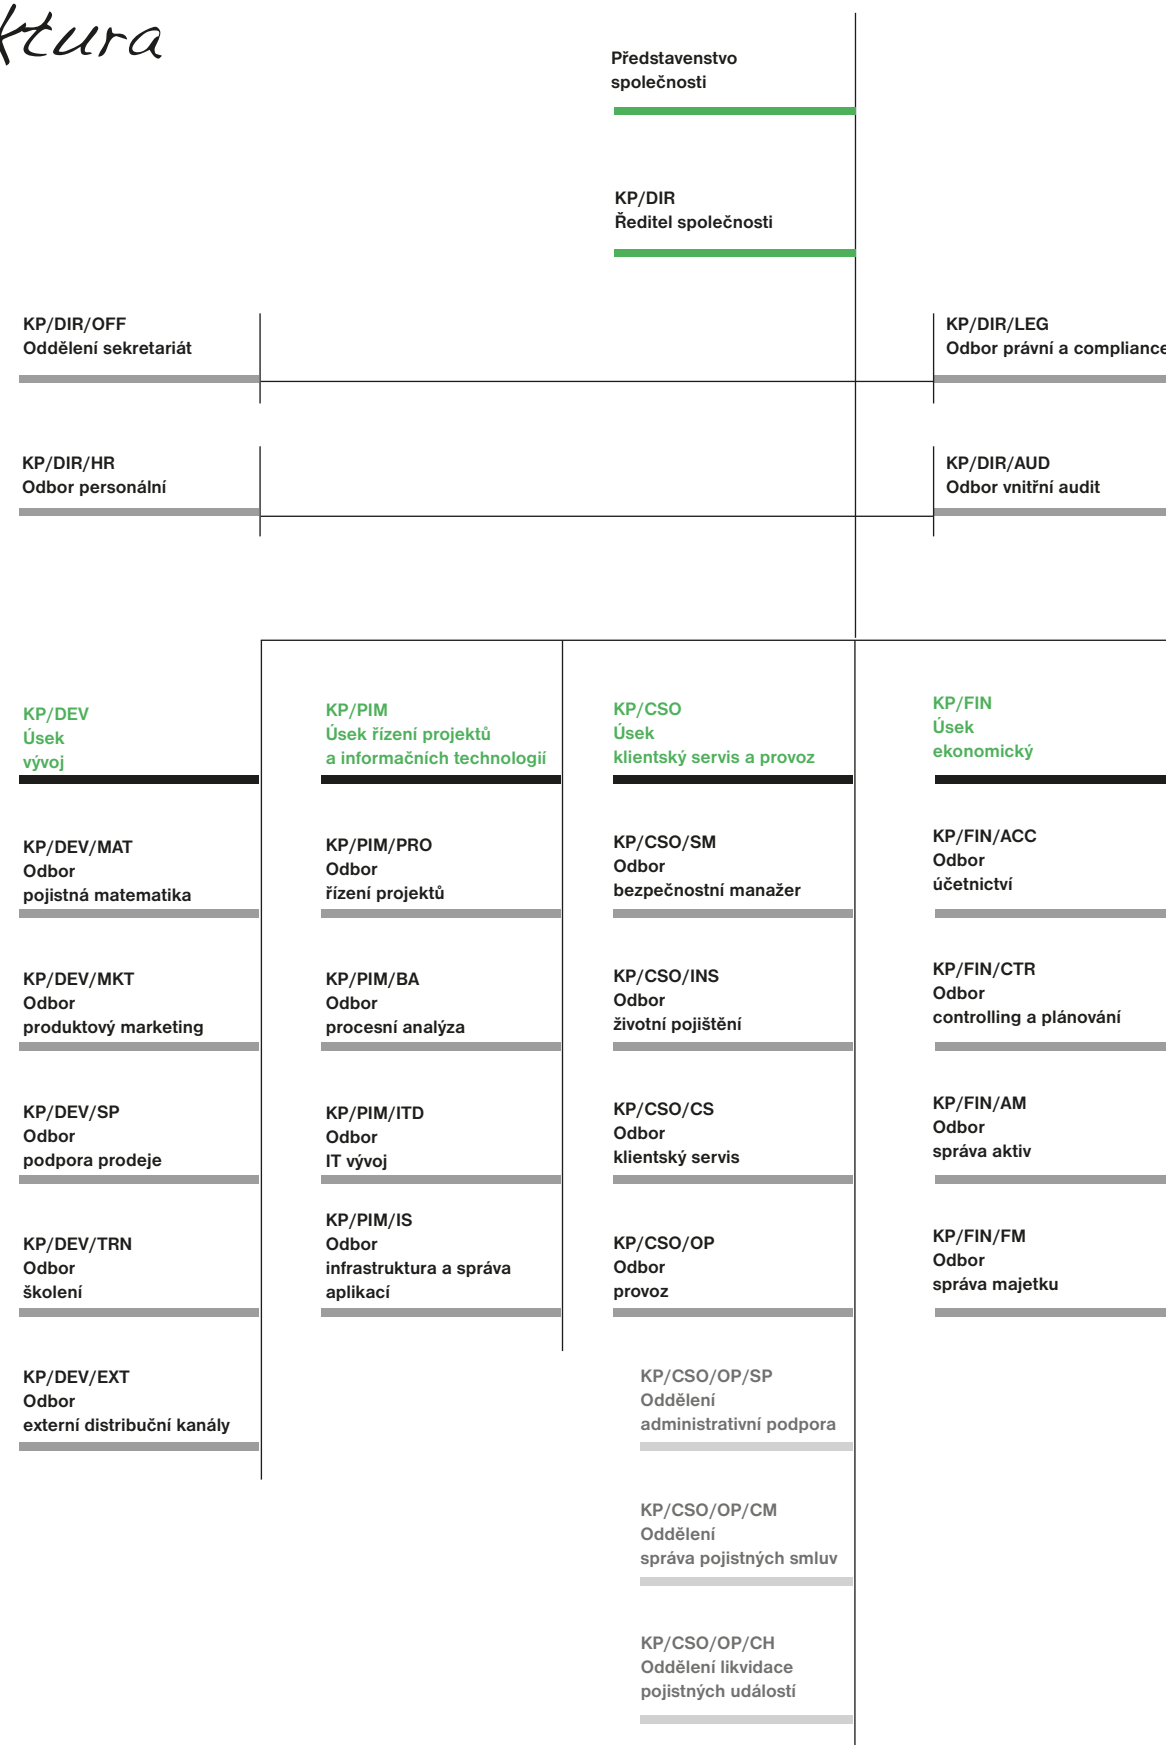 ktura
Představenstvo
společnosti
KP/DIR
Ředitel společnosti
KP/DIR/OFF
Oddělení sekretariát
KP/DIR/LEG
Odbor právní a compliance
KP/DIR/HR
Odbor personální
KP/DIR/AUD
Odbor vnitřní audit
KP/DEV
Úsek
vývoj
KP/DEV/MAT
Odbor
pojistná matematika
KP/DEV/MKT
Odbor
produktový marketing
KP/DEV/SP
Odbor
podpora prodeje
KP/DEV/TRN
Odbor
školení
KP/DEV/EXT
Odbor
externí distribuční kanály
KP/PIM
Úsek řízení projektů
a informačních technologií
KP/PIM/PRO
Odbor
řízení projektů
KP/PIM/BA
Odbor
procesní analýza
KP/PIM/ITD
Odbor
IT vývoj
KP/PIM/IS
Odbor
infrastruktura a správa
aplikací
KP/CSO
Úsek
klientský servis a provoz
KP/CSO/SM
Odbor
bezpečnostní manažer
KP/CSO/INS
Odbor
životní pojištění
KP/CSO/CS
Odbor
klientský servis
KP/CSO/OP
Odbor
provoz
KP/CSO/OP/SP
Oddělení
administrativní podpora
KP/CSO/OP/CM
Oddělení
správa pojistných smluv
KP/CSO/OP/CH
Oddělení likvidace
pojistných událostí
KP/FIN
Úsek
ekonomický
KP/FIN/ACC
Odbor
účetnictví
KP/FIN/CTR
Odbor
controlling a plánování
KP/FIN/AM
Odbor
správa aktiv
KP/FIN/FM
Odbor
správa majetku